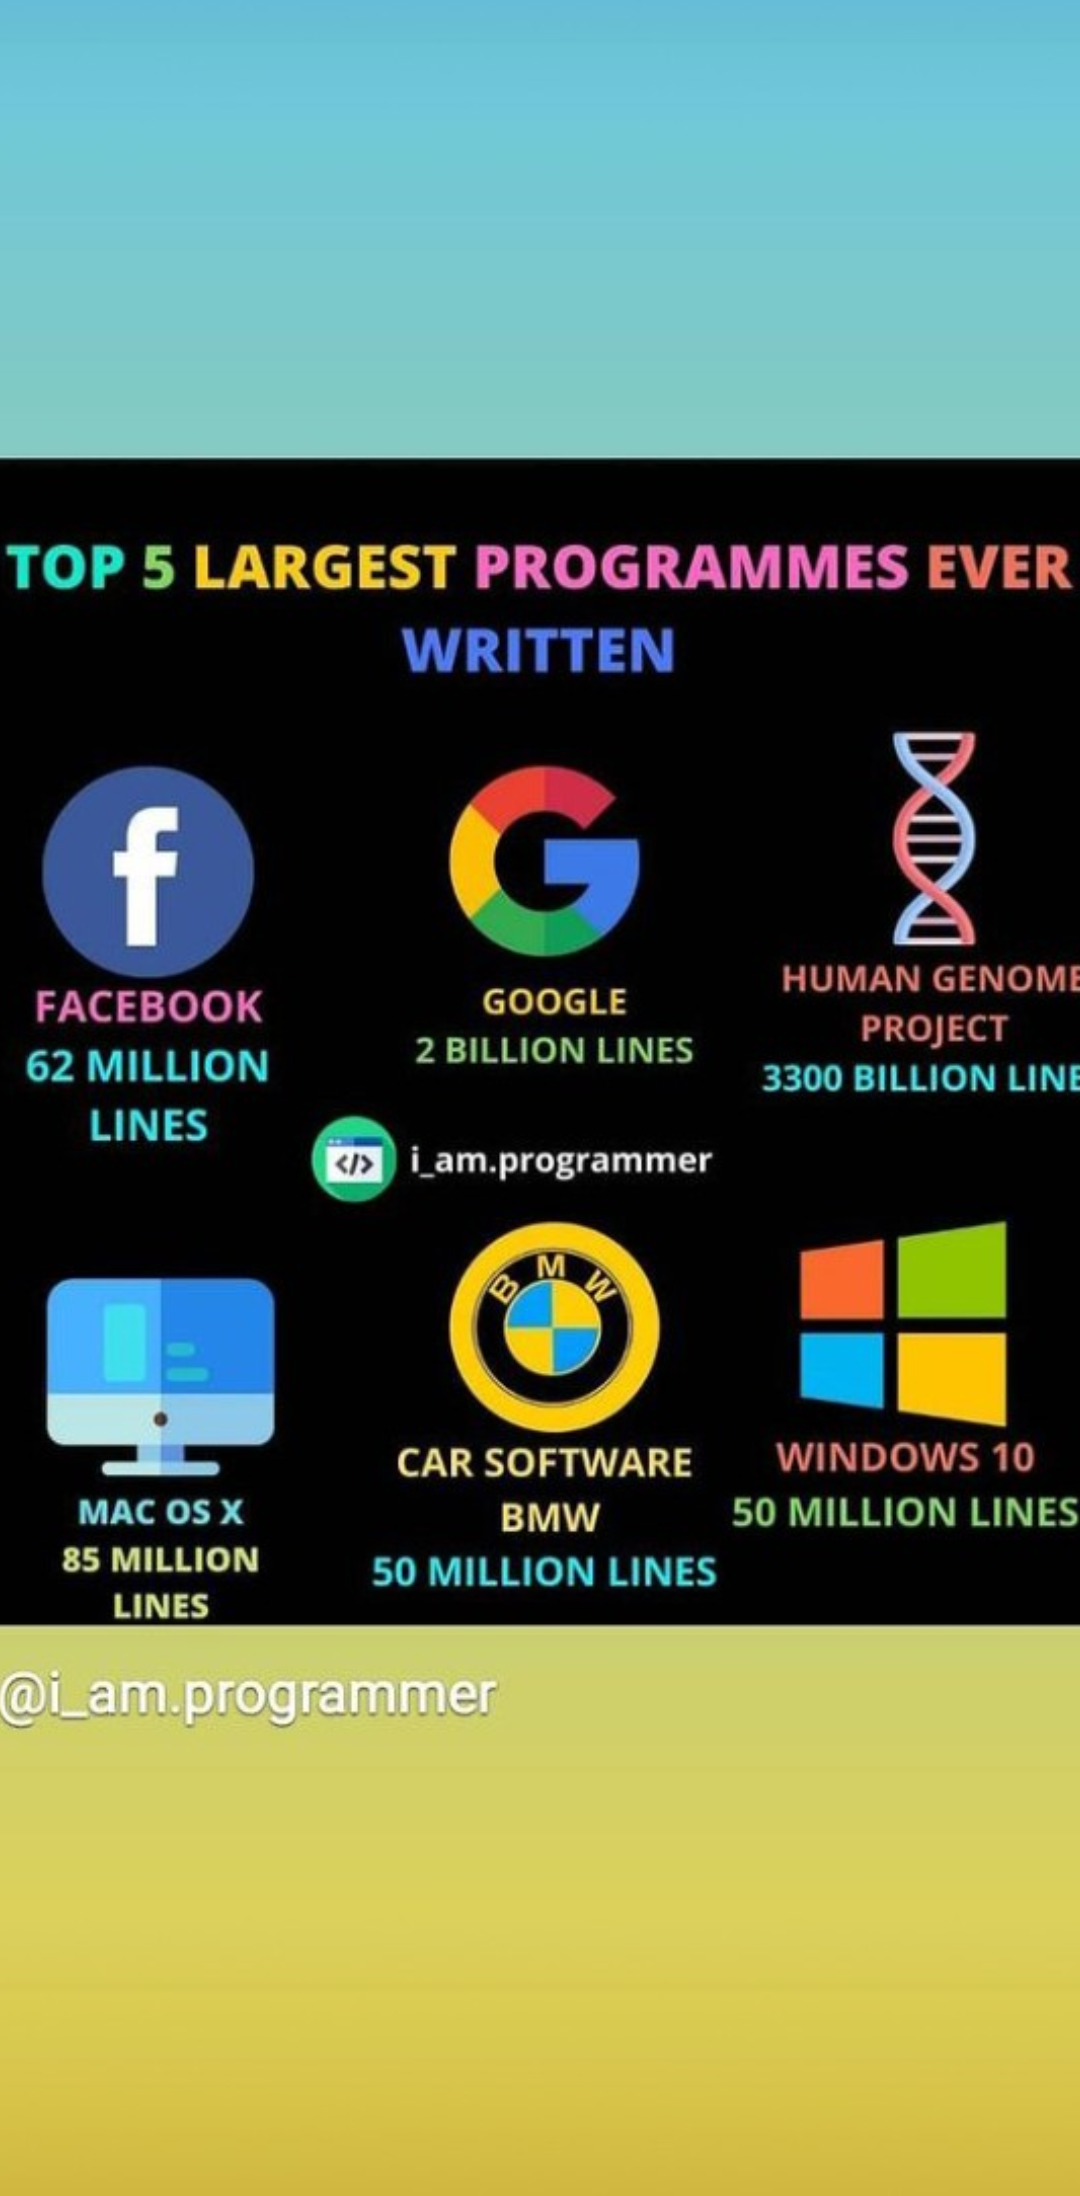 TOP 5 LARGEST PROGRAMMES EVER
WRITTEN
f
G
FACEBOOK
62 MILLION
LINES
GOOGLE
2 BILLION LINES
HUMAN GENOME
PROJECT
3300 BILLION LINE
</> i_am.programmer
BMW
MAC OS X
85 MILLION
LINES
CAR SOFTWARE
BMW
50 MILLION LINES
WINDOWS 10
50 MILLION LINES
@i_am.programmer